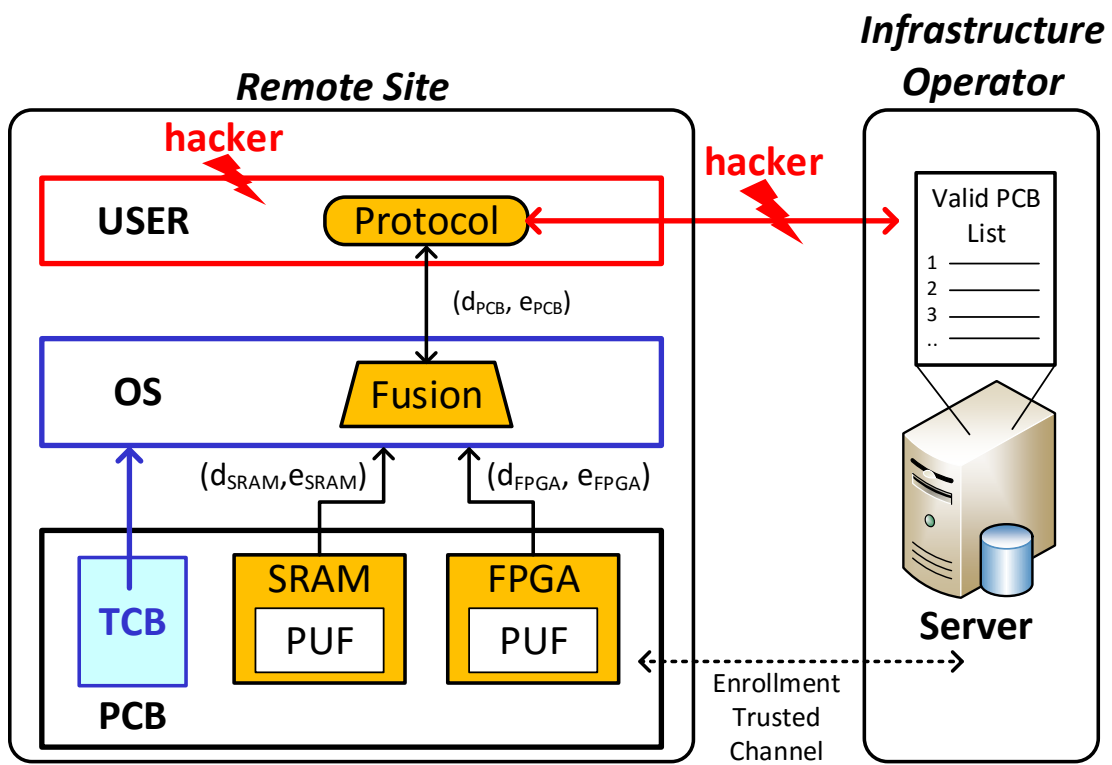 Infrastructure
Operator
Remote Site
hacker
hacker
USER
Protocol
Valid PCB
List
1
2
3
..
(dPCB, ePCB)
OS
Fusion
(dSRAM,eSRAM)
(dFPGA, eFPGA)
TCB
SRAM
PUF
FPGA
PUF
PCB
Server
Enrollment
Trusted
Channel